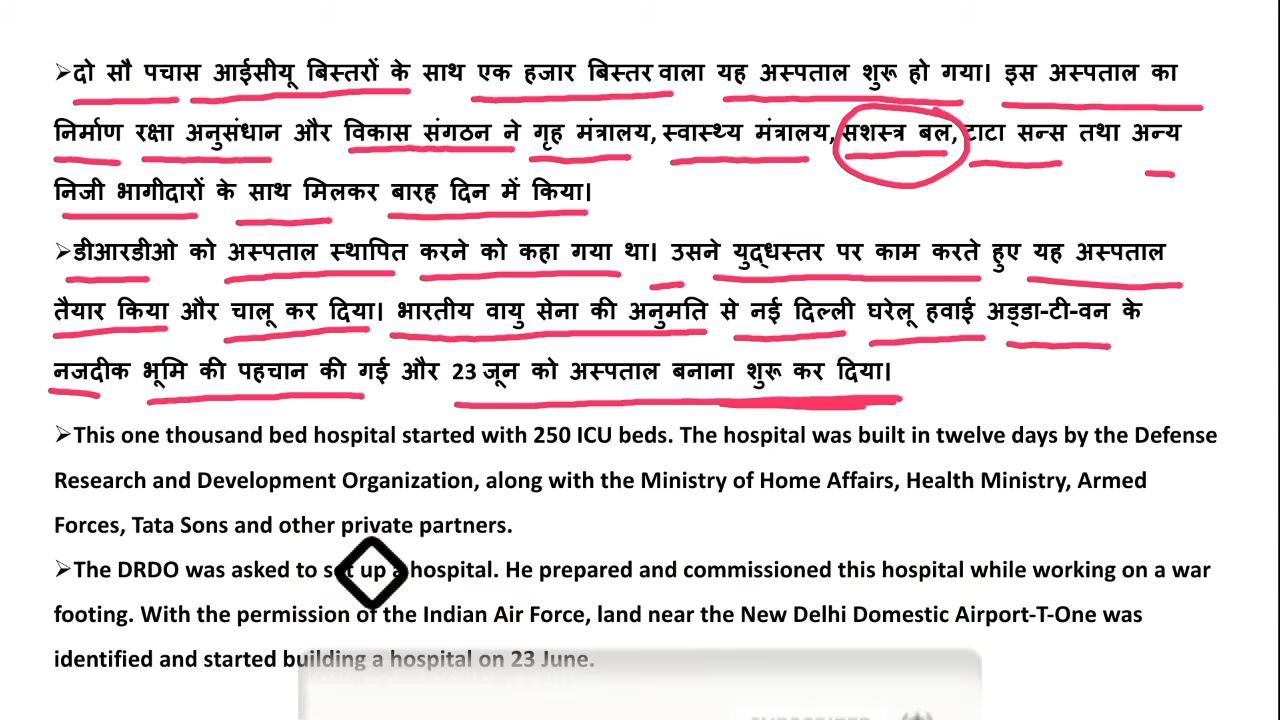 ➢दो सौ पचास आईसीयू बिस्तरों के साथ एक हजार बिस्तर वाला यह अस्पताल शुरू हो गया। इस अस्पताल का
निर्माण रक्षा अनुसंधान और विकास संगठन ने गृह मंत्रालय, स्वास्थ्य मंत्रालय, सशस्त्र बल, टाटा सन्स तथा अन्य
निजी भागीदारों के साथ मिलकर बारह दिन में किया।
➢डीआरडीओ को अस्पताल स्थापित करने को कहा गया था। उसने युद्धस्तर पर काम करते हुए यह अस्पताल
तैयार किया और चालू कर दिया। भारतीय वायु सेना की अनुमति से नई दिल्ली घरेलू हवाई अड्डा-टी-वन के
नजदीक भूमि की पहचान की गई और 23 जून को अस्पताल बनाना शुरू कर दिया।
➢This one thousand bed hospital started with 250 ICU beds. The hospital was built in twelve days by the Defense
Research and Development Organization, along with the Ministry of Home Affairs, Health Ministry, Armed
Forces, Tata Sons and other private partners.
➢The DRDO was asked to set up a hospital. He prepared and commissioned this hospital while working on a war
footing. With the permission of the Indian Air Force, land near the New Delhi Domestic Airport-T-One was
identified and started building a hospital on 23 June.